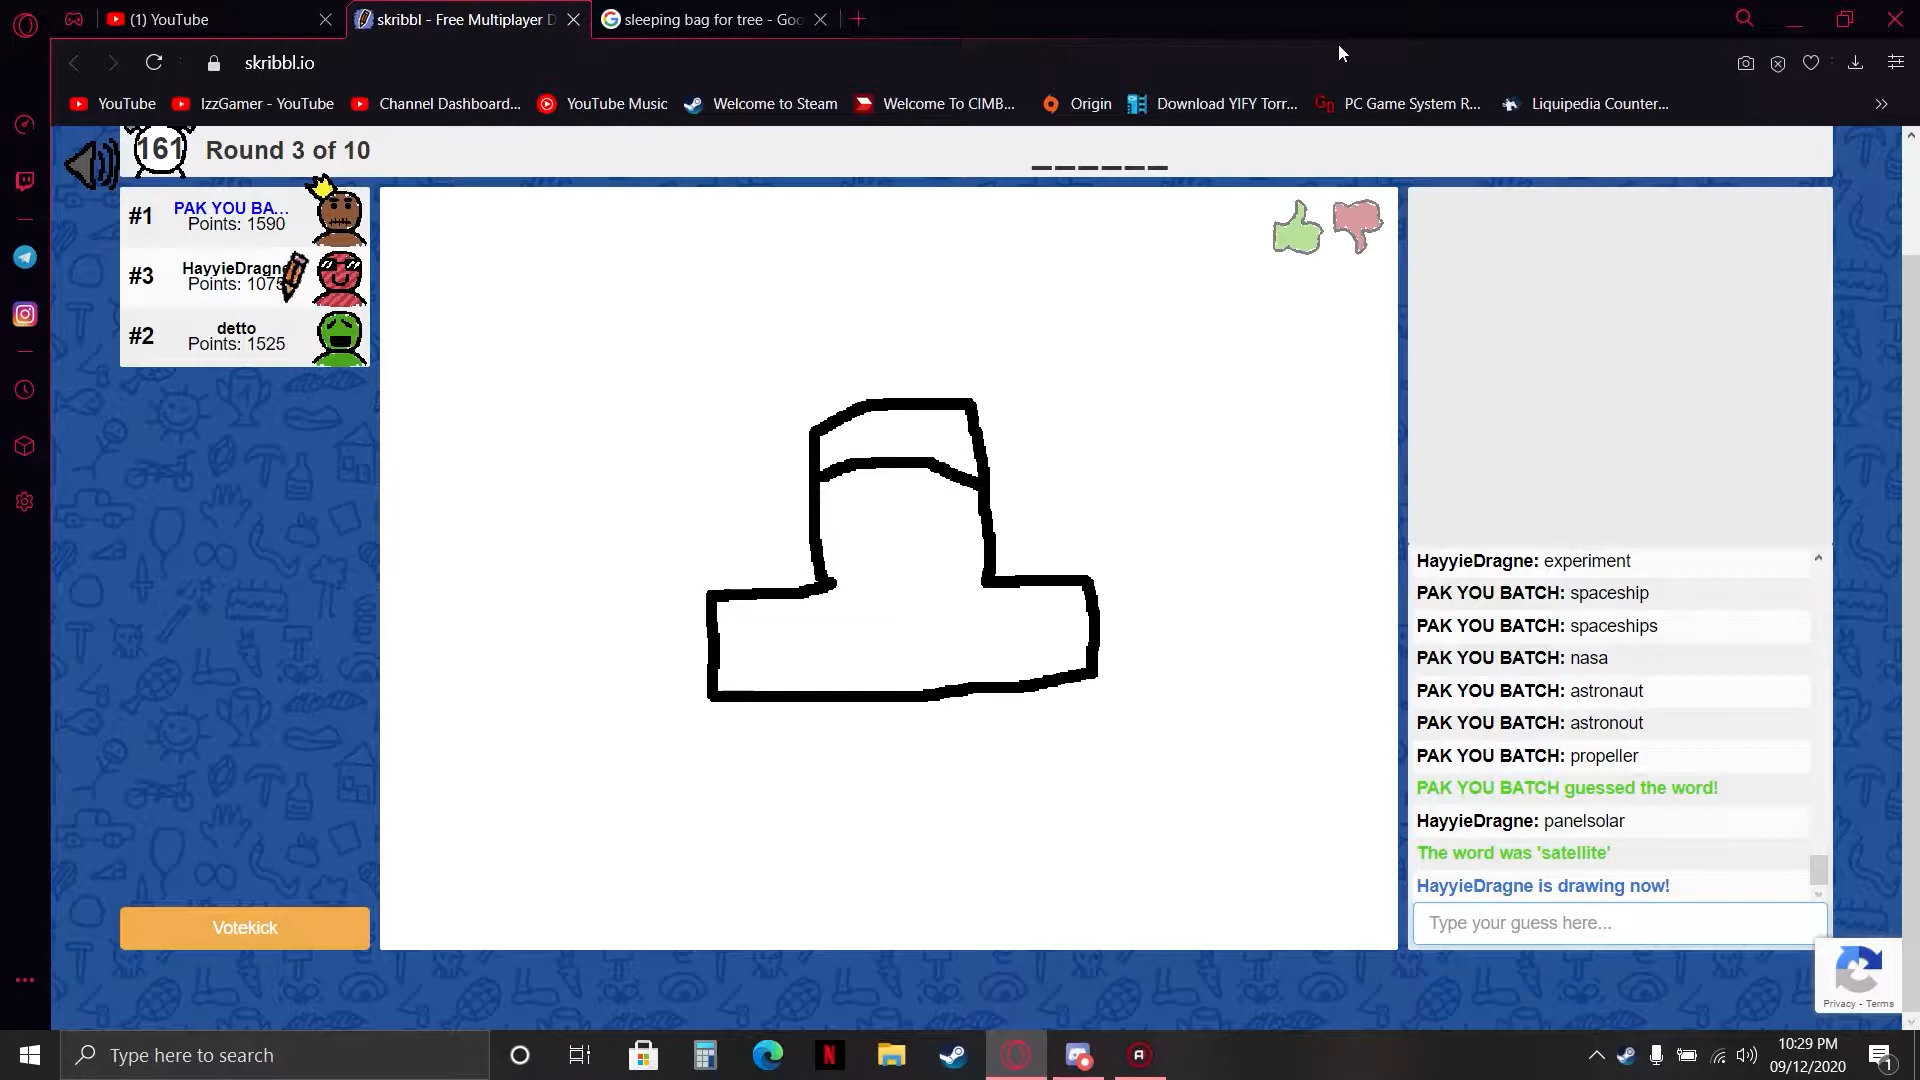 (1) YouTube
skribbl - Free Multiplayer D
sleeping bag for tree - Goo
skribbl.io
YouTube
IzzGamer - YouTube
Channel Dashboard...
YouTube Music
Welcome to Steam
Welcome To CIMB...
Origin
Download YIFY Torr...
PC Game System R...
Liquipedia Counter...
161
Round 3 of 10
______
#1
PAK YOU BA...
Points: 1590
#3
HayyieDragne
Points: 1075
#2
detto
Points: 1525
Votekick
HayyieDragne: experiment
PAK YOU BATCH: spaceship
PAK YOU BATCH: spaceships
PAK YOU BATCH: nasa
PAK YOU BATCH: astronaut
PAK YOU BATCH: astronout
PAK YOU BATCH: propeller
PAK YOU BATCH guessed the word!
HayyieDragne: panelsolar
The word was 'satellite'
HayyieDragne is drawing now!
Type your guess here...
Privacy - Terms
Type here to search
10:29 PM
09/12/2020
1